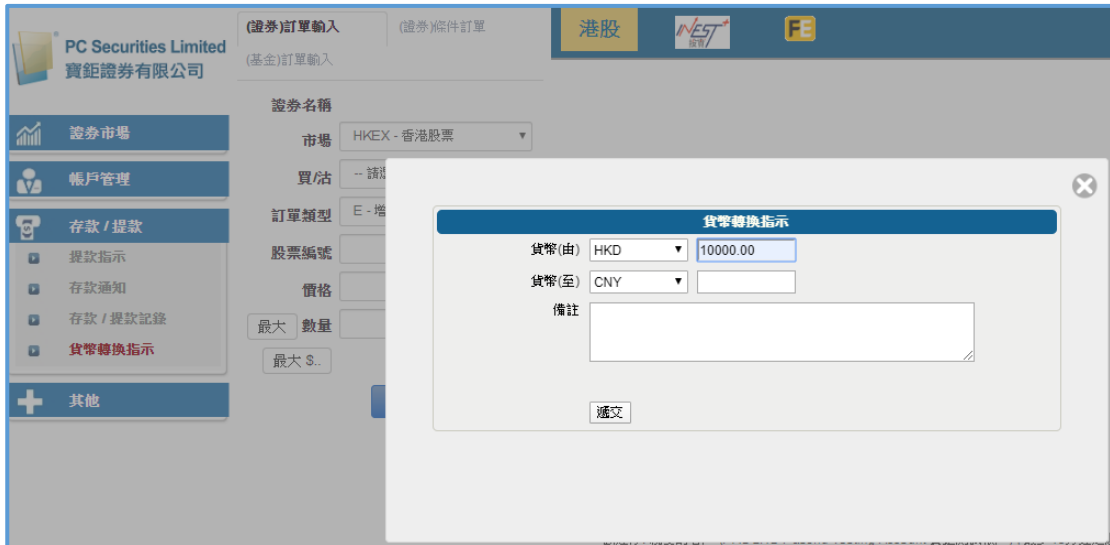 PC Securities Limited
寶鉅證券有限公司
證券市場
帳戶管理
存款 / 提款
提款指示
存款通知
存款 / 提款記錄
貨幣轉換指示
其他
(證券)訂單輸入
(證券)條件訂單
(基金)訂單輸入
港股
INVEST+
FE
證券名稱
市場 HKEX - 香港股票
買/沽
訂單類型
股票編號
價格
最大 數量
最大 $..
貨幣轉換指示
貨幣(由) HKD 10000.00
貨幣(至) CNY
備註
遞交